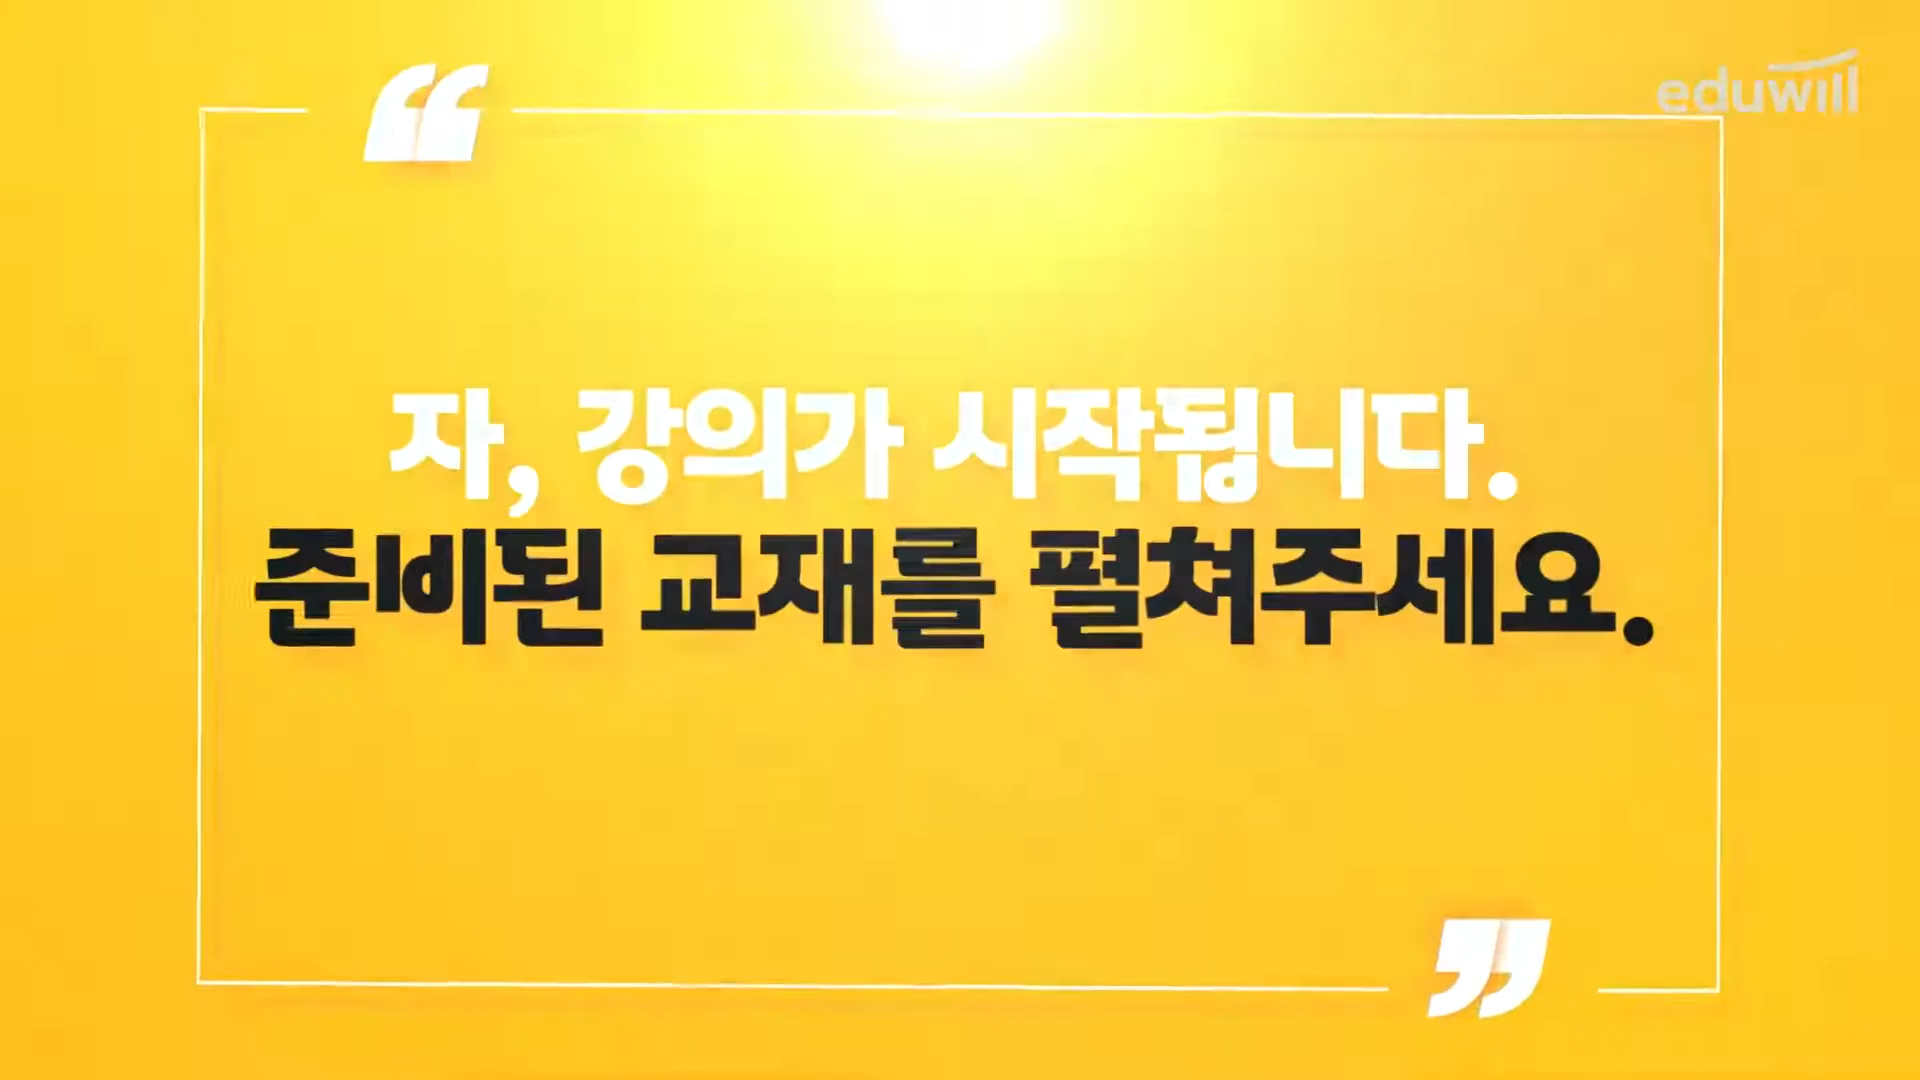 eduwill
“
자, 강의가 시작됩니다.
준비된 교재를 펼쳐주세요.
”